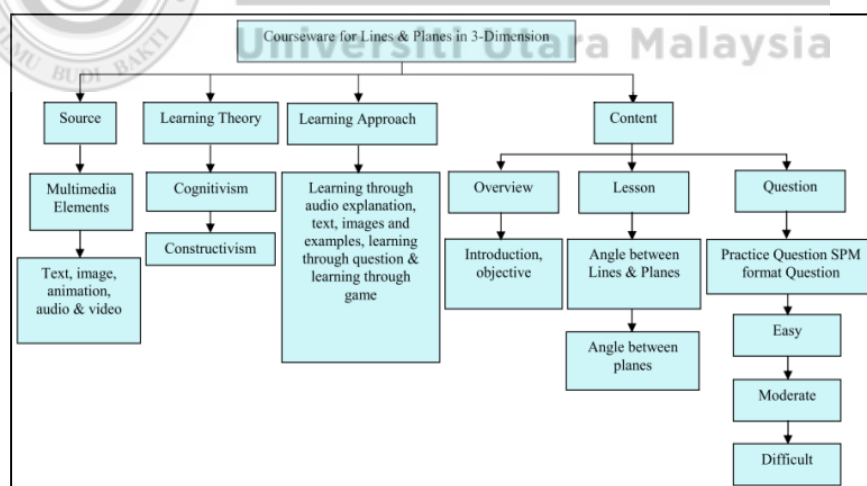 Courseware for Lines & Planes in 3-Dimension
Universiti Utara Malaysia
BUDI BAKTI
Source
Learning Theory
Learning Approach
Content
Multimedia
Elements
Cognitivism
Learning through
audio explanation,
text, images and
examples, learning
through question &
learning through
game
Overview
Lesson
Question
Constructivism
Text, image,
animation,
audio & video
Introduction,
objective
Angle between
Lines & Planes
Practice Question SPM
format Question
Angle between
planes
Easy
Moderate
Difficult